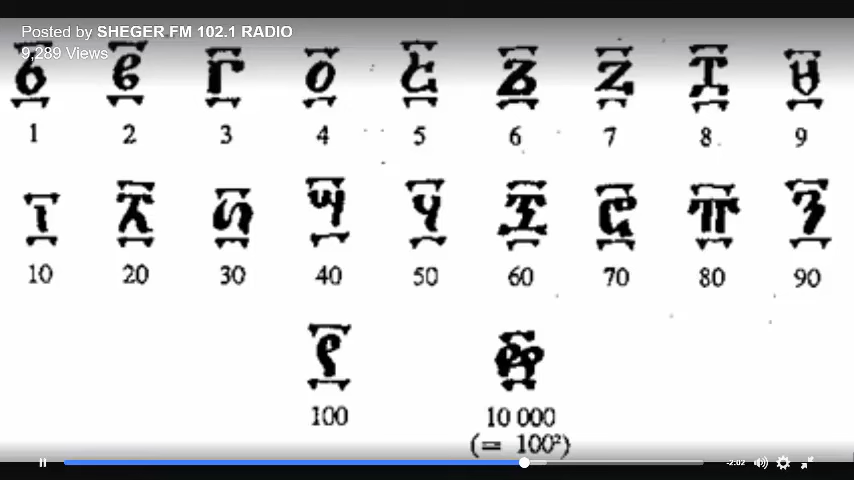 Posted by SHEGER FM 102.1 RADIO
9,289 Views
፩ ፪ ፫ ፬ ፭ ፮ ፯ ፰ ፱
1 2 3 4 5 6 7 8 9
፲ ፳ ፴ ፵ ፶ ፷ ፸ ፹ ፺
10 20 30 40 50 60 70 80 90
፻ ፼
100 10 000
(= 100²)
-2:02